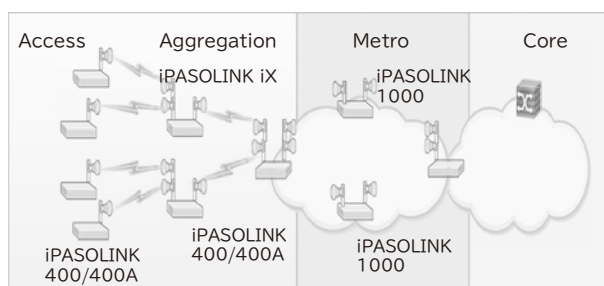 Access
Aggregation
Metro
Core
iPASOLINK iX
iPASOLINK
1000
iPASOLINK
400/400A
iPASOLINK
400/400A
iPASOLINK
1000